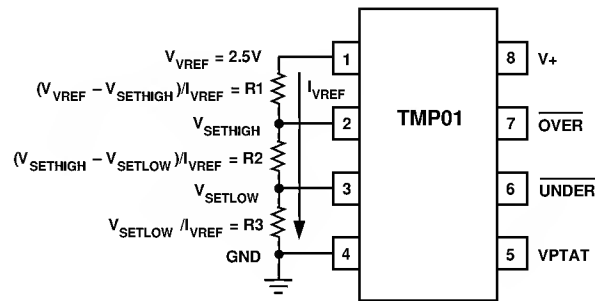 V_VREF = 2.5V
1
8
V+
(V_VREF – V_SETHIGH)/I_VREF = R1
I_VREF
V_SETHIGH
2
TMP01
7
OVER
(V_SETHIGH – V_SETLOW)/I_VREF = R2
V_SETLOW
3
6
UNDER
V_SETLOW /I_VREF = R3
GND
4
5
VPTAT